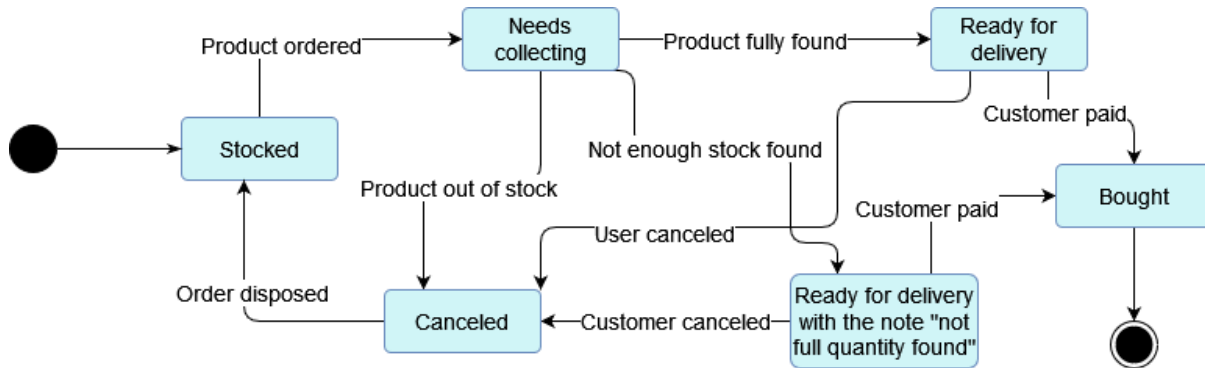 Product ordered
Needs
collecting
Product fully found
Ready for
delivery
Customer paid
Stocked
Not enough stock found
Product out of stock
Bought
Customer paid
User canceled
Order disposed
Canceled
Customer canceled
Ready for delivery
with the note "not
full quantity found"